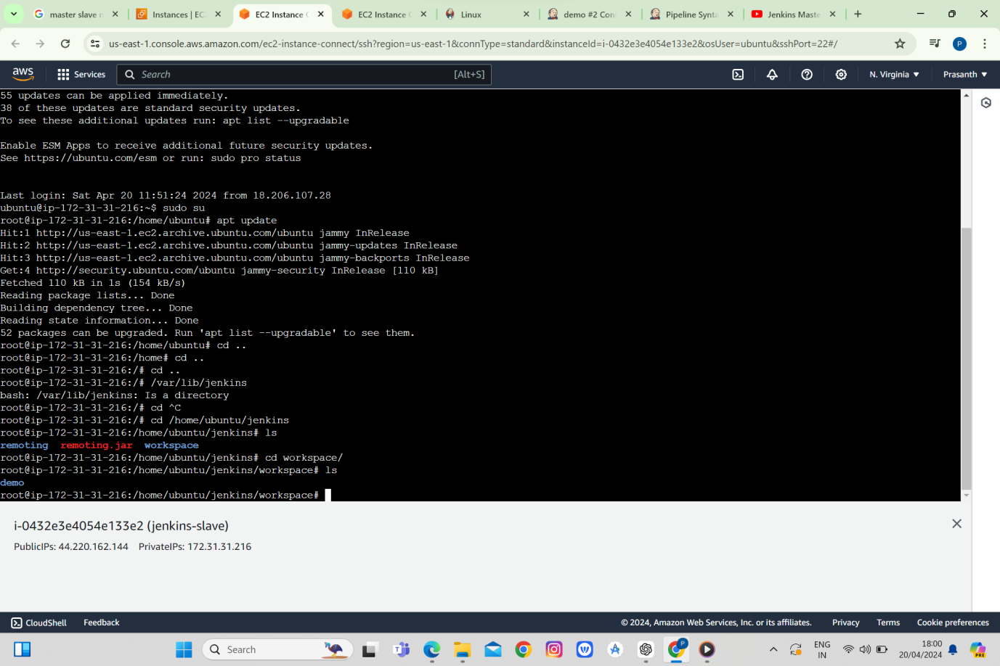 master slave
Instances | EC
EC2 Instance
EC2 Instance
Linux
demo #2 Con
Pipeline Synta
Jenkins Maste
us-east-1.console.aws.amazon.com/ec2-instance-connect/ssh?region=us-east-1&connType=standard&instanceId=i-0432e3e4054e133e2&osUser=ubuntu&sshPort=22#/
P
aws
Services
Search
[Alt+S]
N. Virginia
Prasanth
55 updates can be applied immediately.
38 of these updates are standard security updates.
To see these additional updates run: apt list --upgradable
Enable ESM Apps to receive additional future security updates.
See https://ubuntu.com/esm or run: sudo pro status
Last login: Sat Apr 20 11:51:24 2024 from 18.206.107.28
ubuntu@ip-172-31-31-216:~$ sudo su
root@ip-172-31-31-216:/home/ubuntu# apt update
Hit:1 http://us-east-1.ec2.archive.ubuntu.com/ubuntu jammy InRelease
Hit:2 http://us-east-1.ec2.archive.ubuntu.com/ubuntu jammy-updates InRelease
Hit:3 http://us-east-1.ec2.archive.ubuntu.com/ubuntu jammy-backports InRelease
Get:4 http://security.ubuntu.com/ubuntu jammy-security InRelease [110 kB]
Fetched 110 kB in 1s (154 kB/s)
Reading package lists... Done
Building dependency tree... Done
Reading state information... Done
52 packages can be upgraded. Run 'apt list --upgradable' to see them.
root@ip-172-31-31-216:/home/ubuntu# cd ..
root@ip-172-31-31-216:/home# cd ..
root@ip-172-31-31-216:/# cd ..
root@ip-172-31-31-216:/# /var/lib/jenkins
bash: /var/lib/jenkins: Is a directory
root@ip-172-31-31-216:/# cd ^C
root@ip-172-31-31-216:/# cd /home/ubuntu/jenkins
root@ip-172-31-31-216:/home/ubuntu/jenkins# ls
remoting remoting.jar workspace
root@ip-172-31-31-216:/home/ubuntu/jenkins# cd workspace/
root@ip-172-31-31-216:/home/ubuntu/jenkins/workspace# ls
demo
root@ip-172-31-31-216:/home/ubuntu/jenkins/workspace#
i-0432e3e4054e133e2 (jenkins-slave)
PublicIPs: 44.220.162.144 PrivateIPs: 172.31.31.216
CloudShell
Feedback
© 2024, Amazon Web Services, Inc. or its affiliates.
Privacy
Terms
Cookie preferences
Search
P
ENG
IN
18:00
20/04/2024
PRE